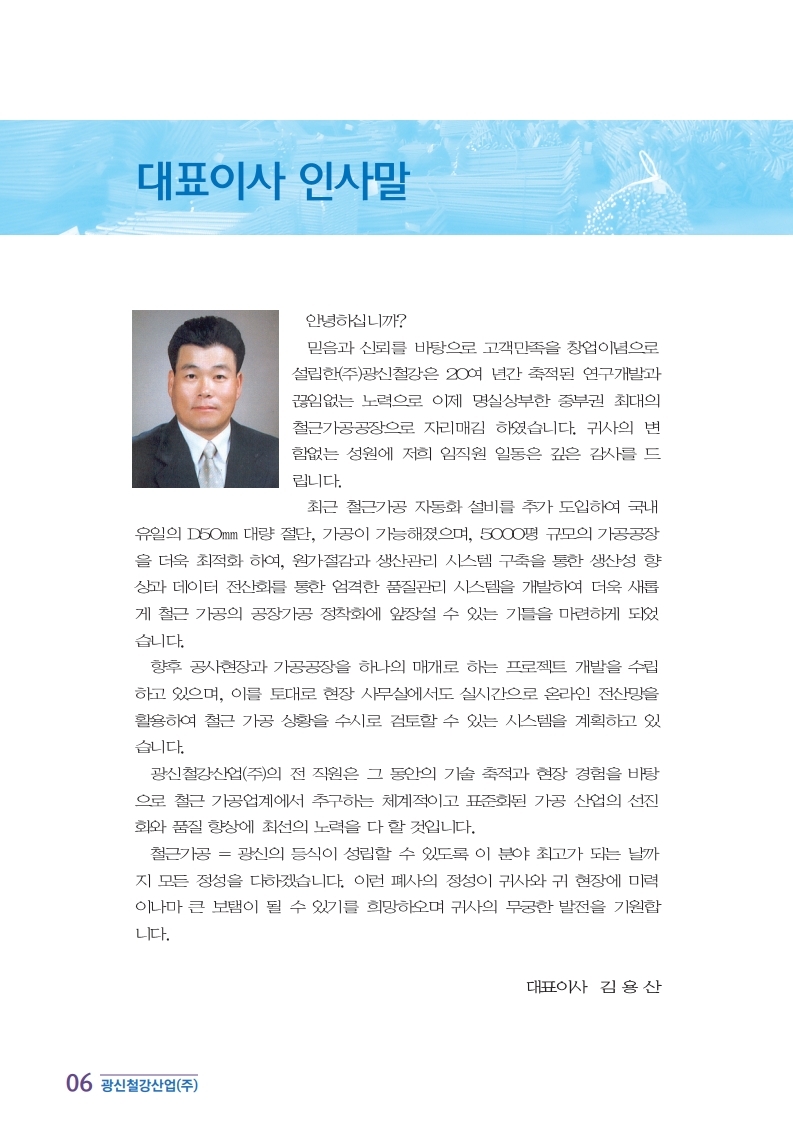 대표이사 인사말
안녕하십니까?
믿음과 신뢰를 바탕으로 고객만족을 창업이념으로
설립한(주)광신철강은 20여 년간 축적된 연구개발과
끊임없는 노력으로 이제 명실상부한 중부권 최대의
철근가공공장으로 자리매김 하였습니다. 귀사의 변
함없는 성원에 저희 임직원 일동은 깊은 감사를 드
립니다.
최근 철근가공 자동화 설비를 추가 도입하여 국내
유일의 D50mm 대량 절단, 가공이 가능해졌으며, 5000평 규모의 가공공장
을 더욱 최적화 하여, 원가절감과 생산관리 시스템 구축을 통한 생산성 향
상과 데이터 전산화를 통한 엄격한 품질관리 시스템을 개발하여 더욱 새롭
게 철근 가공의 공장가공 정착화에 앞장설 수 있는 기틀을 마련하게 되었
습니다.
향후 공사현장과 가공공장을 하나의 매개로 하는 프로젝트 개발을 수립
하고 있으며, 이를 토대로 현장 사무실에서도 실시간으로 온라인 전산망을
활용하여 철근 가공 상황을 수시로 검토할 수 있는 시스템을 계획하고 있
습니다.
광신철강산업(주)의 전 직원은 그 동안의 기술 축적과 현장 경험을 바탕
으로 철근 가공업계에서 추구하는 체계적이고 표준화된 가공 산업의 선진
화와 품질 향상에 최선의 노력을 다 할 것입니다.
철근가공 = 광신의 등식이 성립할 수 있도록 이 분야 최고가 되는 날까
지 모든 정성을 다하겠습니다. 이런 폐사의 정성이 귀사와 귀 현장에 미력
이나마 큰 보탬이 될 수 있기를 희망하오며 귀사의 무궁한 발전을 기원합
니다.
대표이사 김 용 산
06 광신철강산업(주)